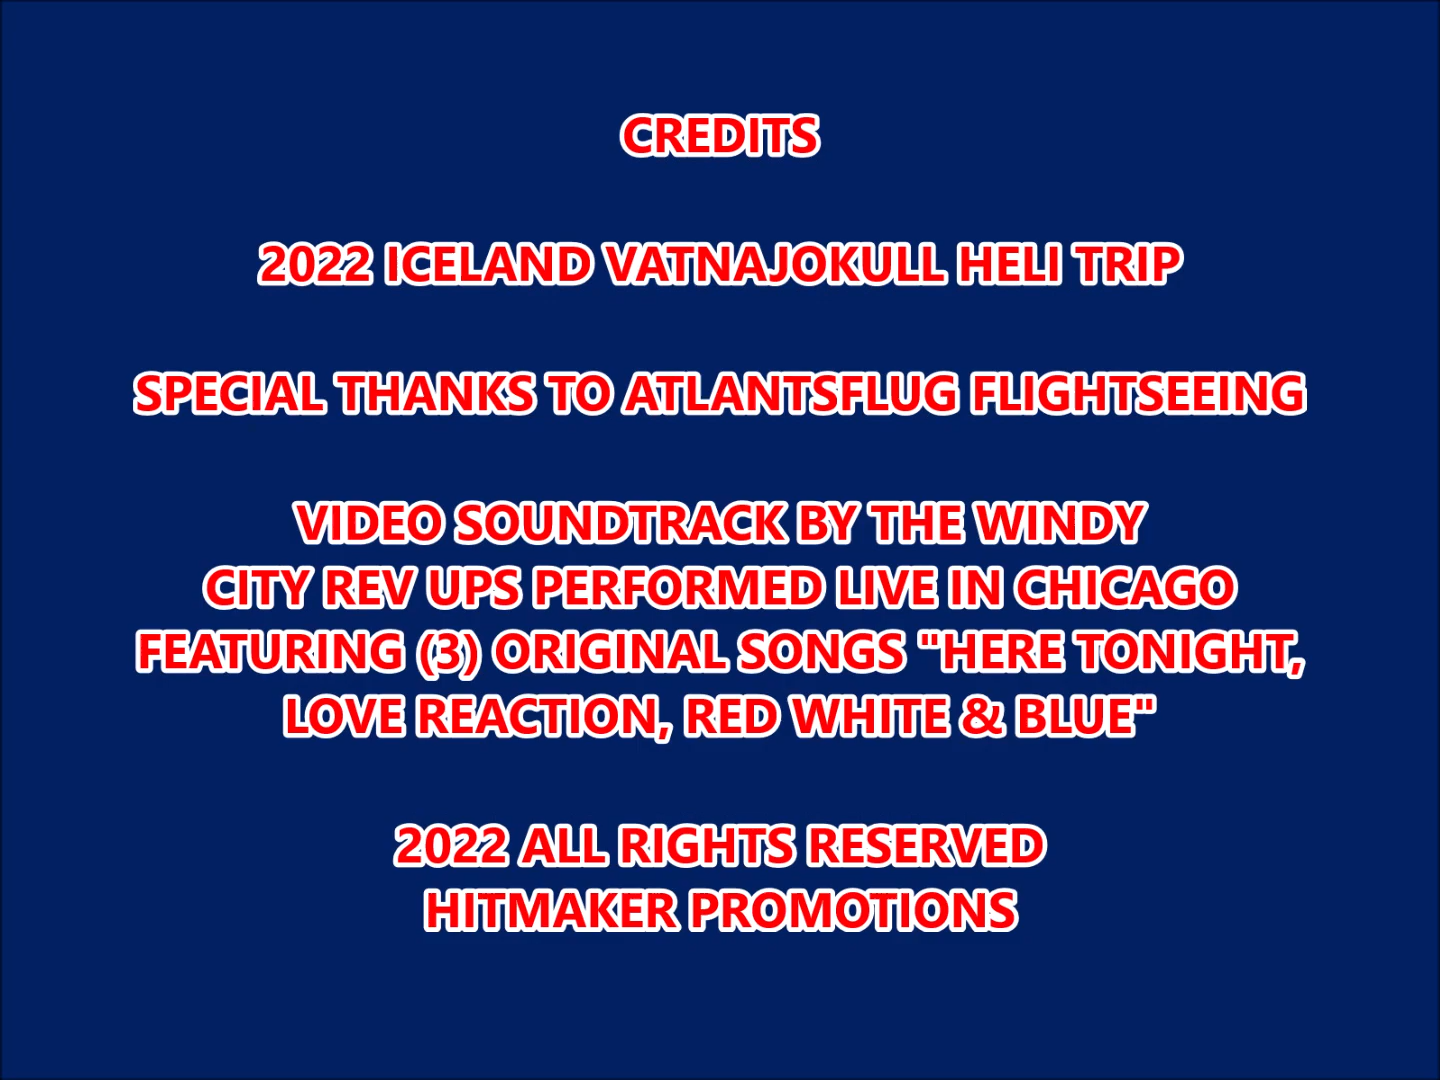 CREDITS
2022 ICELAND VATNAJOKULL HELI TRIP
SPECIAL THANKS TO ATLANTSFLUG FLIGHTSEEING
VIDEO SOUNDTRACK BY THE WINDY
CITY REV UPS PERFORMED LIVE IN CHICAGO
FEATURING (3) ORIGINAL SONGS "HERE TONIGHT,
LOVE REACTION, RED WHITE & BLUE"
2022 ALL RIGHTS RESERVED
HITMAKER PROMOTIONS